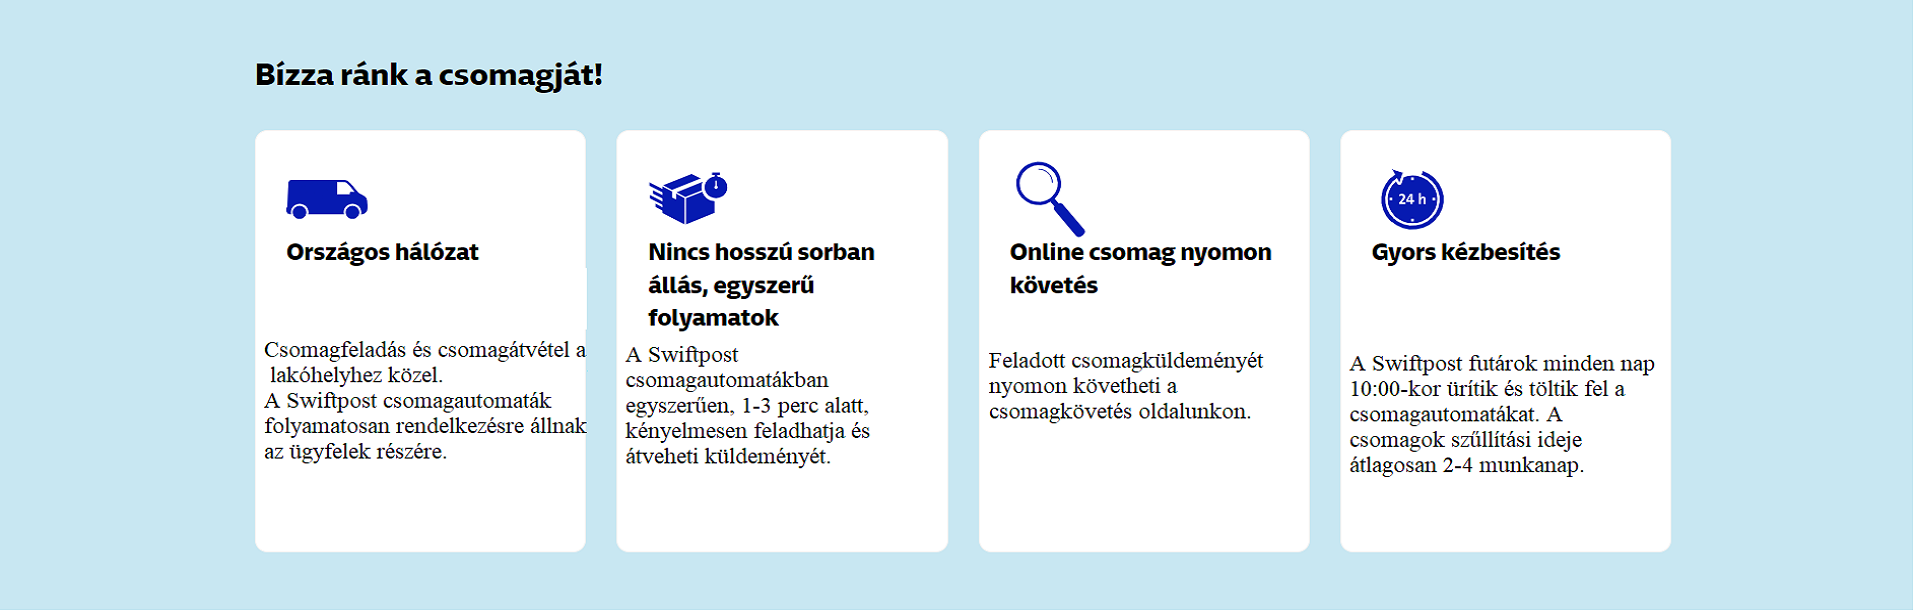 Bízza ránk a csomagját!
Országos hálózat
Csomagfeladás és csomagátvétel a
lakóhelyhez közel.
A Swiftpost csomagautomaták
folyamatosan rendelkezésre állnak
az ügyfelek részére.
Nincs hosszú sorban
állás, egyszerű
folyamatok
A Swiftpost
csomagautomatákban
egyszerűen, 1-3 perc alatt,
kényelmesen feladhatja és
átveheti küldeményét.
Online csomag nyomon
követés
Feladott csomagküldeményét
nyomon követheti a
csomagkövetés oldalunkon.
24 h
Gyors kézbesítés
A Swiftpost futárok minden nap
10:00-kor ürítik és töltik fel a
csomagautomatákat. A
csomagok szűllítási ideje
átlagosan 2-4 munkanap.